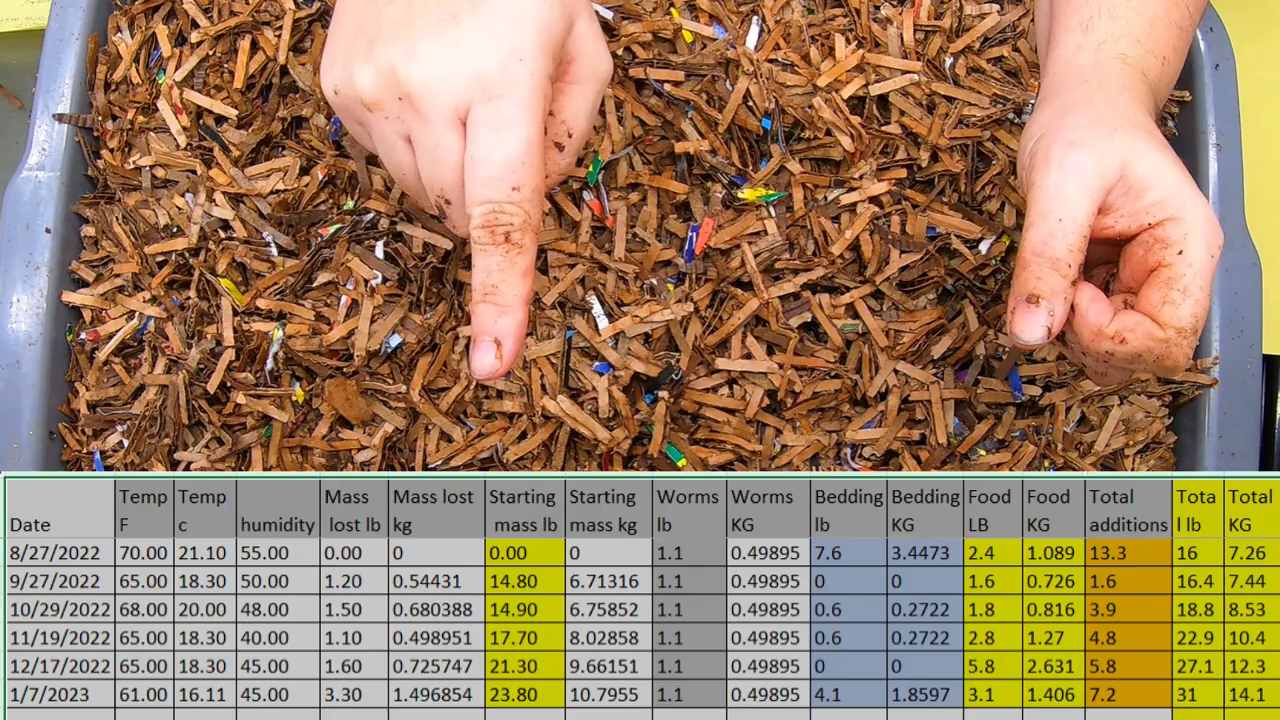 Date Temp F Temp c humidity Mass lost lb Mass lost kg Starting mass lb Starting mass kg Worms lb Worms KG Bedding lb Bedding KG Food LB Food KG Total additions Total lb Total KG
8/27/2022 70.00 21.10 55.00 0.00 0 0.00 0 1.1 0.49895 7.6 3.4473 2.4 1.089 13.3 16 7.26
9/27/2022 65.00 18.30 50.00 1.20 0.54431 14.80 6.71316 1.1 0.49895 0 0 1.6 0.726 1.6 16.4 7.44
10/29/2022 68.00 20.00 48.00 1.50 0.680388 14.90 6.75852 1.1 0.49895 0.6 0.2722 1.8 0.816 3.9 18.8 8.53
11/19/2022 65.00 18.30 40.00 1.10 0.498951 17.70 8.02858 1.1 0.49895 0.6 0.2722 2.8 1.27 4.8 22.9 10.4
12/17/2022 65.00 18.30 45.00 1.60 0.725747 21.30 9.66151 1.1 0.49895 0 0 5.8 2.631 5.8 27.1 12.3
1/7/2023 61.00 16.11 45.00 3.30 1.496854 23.80 10.7955 1.1 0.49895 4.1 1.8597 3.1 1.406 7.2 31 14.1